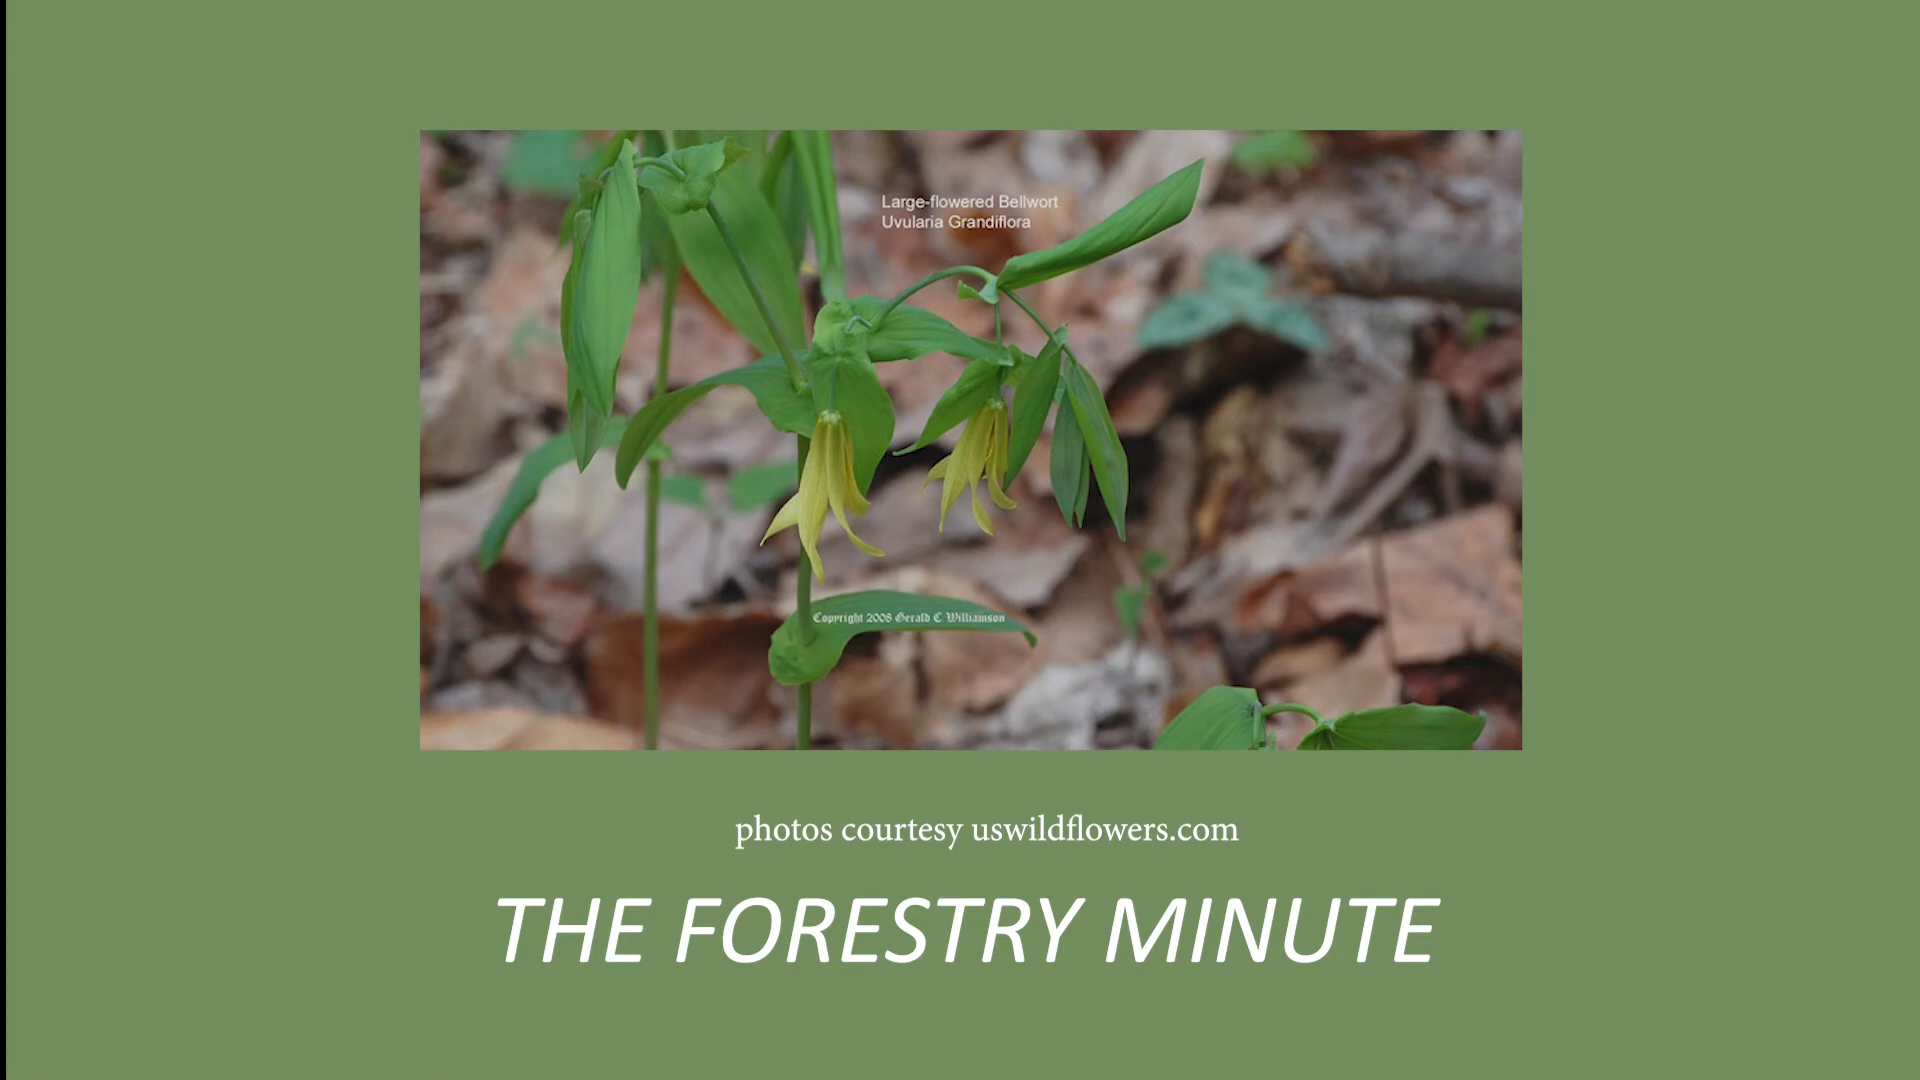 Large-flowered Bellwort
Uvularia Grandiflora
Copyright 2008 Gerald C Williamson
photos courtesy uswildflowers.com
THE FORESTRY MINUTE